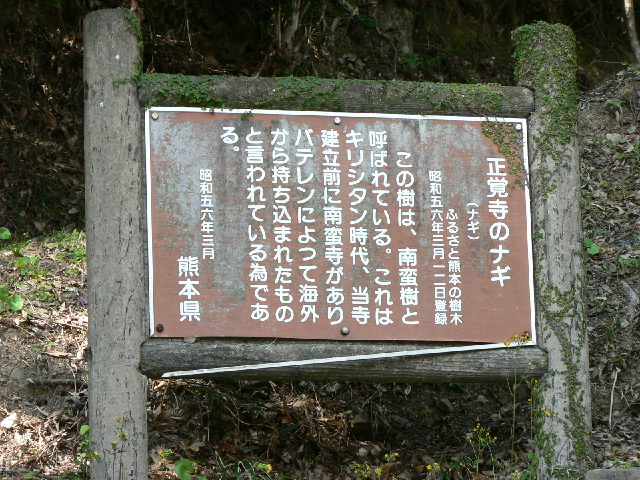 正覚寺のナギ
（ナギ）
ふるさと熊本の樹木
昭和五六年三月一二日登録
この樹は、南蛮樹と
呼ばれている。これは
キリシタン時代、当寺
建立前に南蛮寺があり
バテレンによって海外
から持ち込まれたもの
と言われている為であ
る。
昭和五六年三月
熊本県